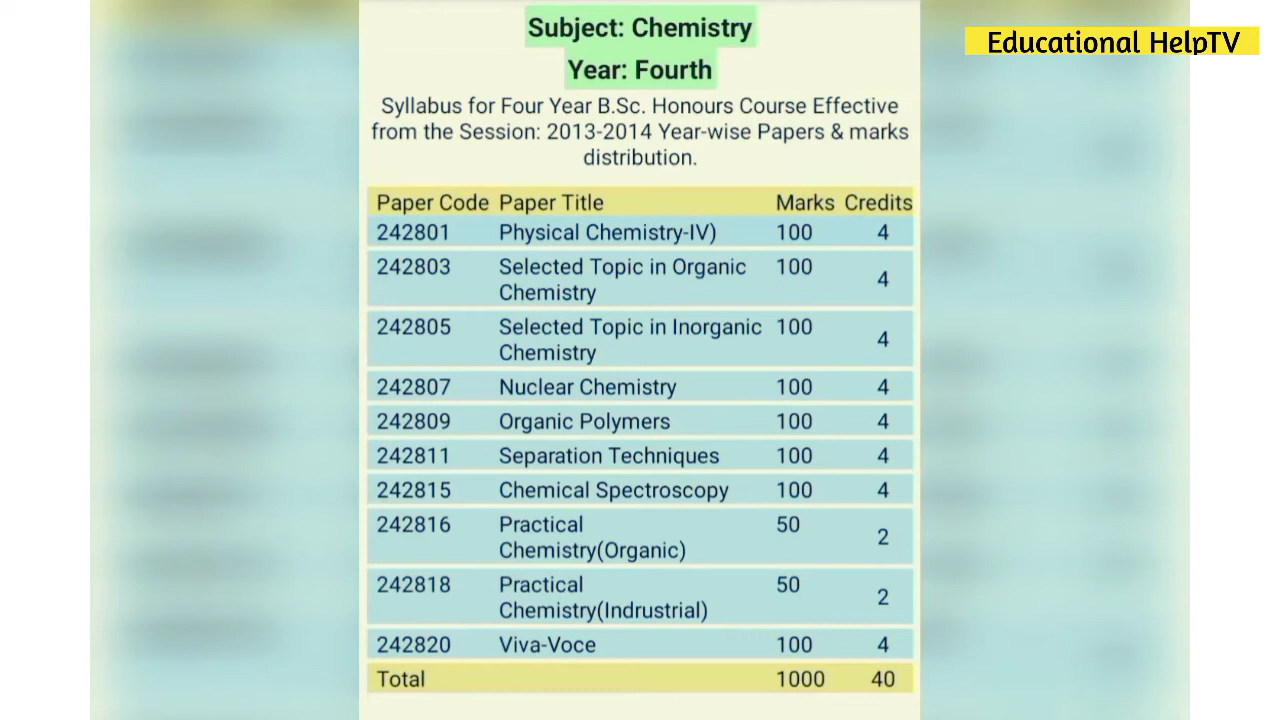 Subject: Chemistry
Educational HelpTV
Year: Fourth
Syllabus for Four Year B.Sc. Honours Course Effective
from the Session: 2013-2014 Year-wise Papers & marks
distribution.
Paper Code Paper Title Marks Credits
242801 Physical Chemistry-IV) 100 4
242803 Selected Topic in Organic 100 4
Chemistry
242805 Selected Topic in Inorganic 100 4
Chemistry
242807 Nuclear Chemistry 100 4
242809 Organic Polymers 100 4
242811 Separation Techniques 100 4
242815 Chemical Spectroscopy 100 4
242816 Practical 50 2
Chemistry(Organic)
242818 Practical 50 2
Chemistry(Indrustrial)
242820 Viva-Voce 100 4
Total 1000 40